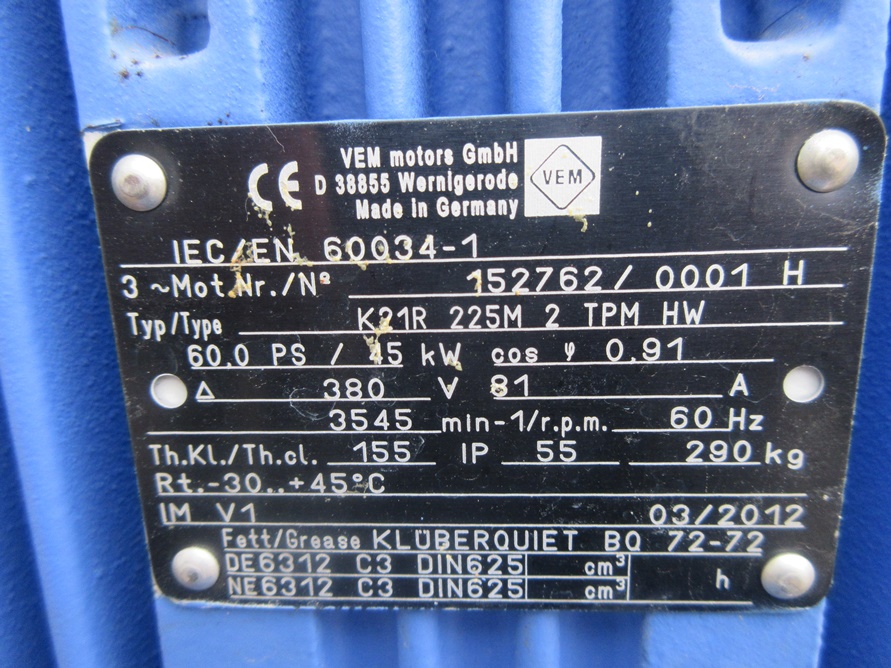 CE
VEM motors GmbH
D 38855 Wernigerode
Made in Germany
VEM
IEC/EN 60034-1
3 ~Mot.Nr./Nº 152762/ 0001 H
Typ/Type K21R 225M 2 TPM HW
60.0 PS / 45 kW cos φ 0.91
Δ 380 V 81 A
3545 min-1/r.p.m. 60 Hz
Th.Kl./Th.cl. 155 IP 55 290 kg
Rt.-30..+45°C
IM V1 03/2012
Fett/Grease KLÜBERQUIET BQ 72-72
DE6312 C3 DIN625 cm³
NE6312 C3 DIN625 cm³ h